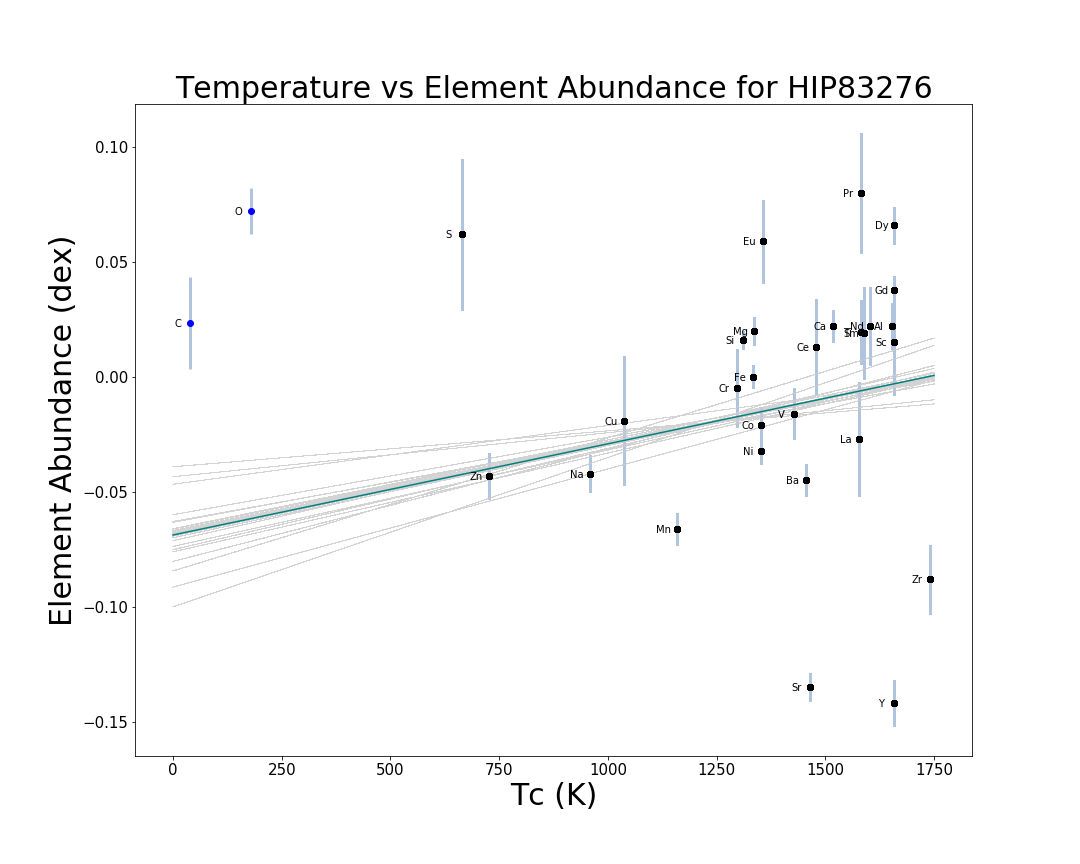 Temperature vs Element Abundance for HIP83276
Element Abundance (dex)
0.10
0.05
0.00
−0.05
−0.10
−0.15
Pr
O
Dy
S
Eu
Gd
C
Mg
Ca
Nd
Al
Sm
Si
Sc
Ce
Fe
Cr
Cu
V
Co
La
Ni
Zn
Na
Ba
Mn
Zr
Sr
Y
0
250
500
750
1000
1250
1500
1750
Tc (K)